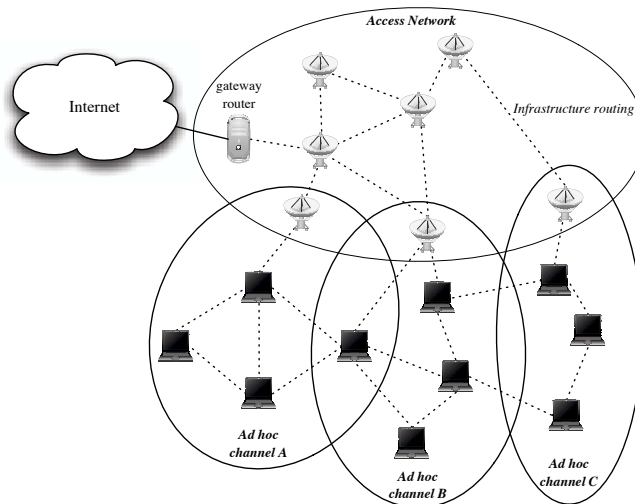 Access Network
gateway
router
Internet
Infrastructure routing
Ad hoc
channel A
Ad hoc
channel B
Ad hoc
channel C